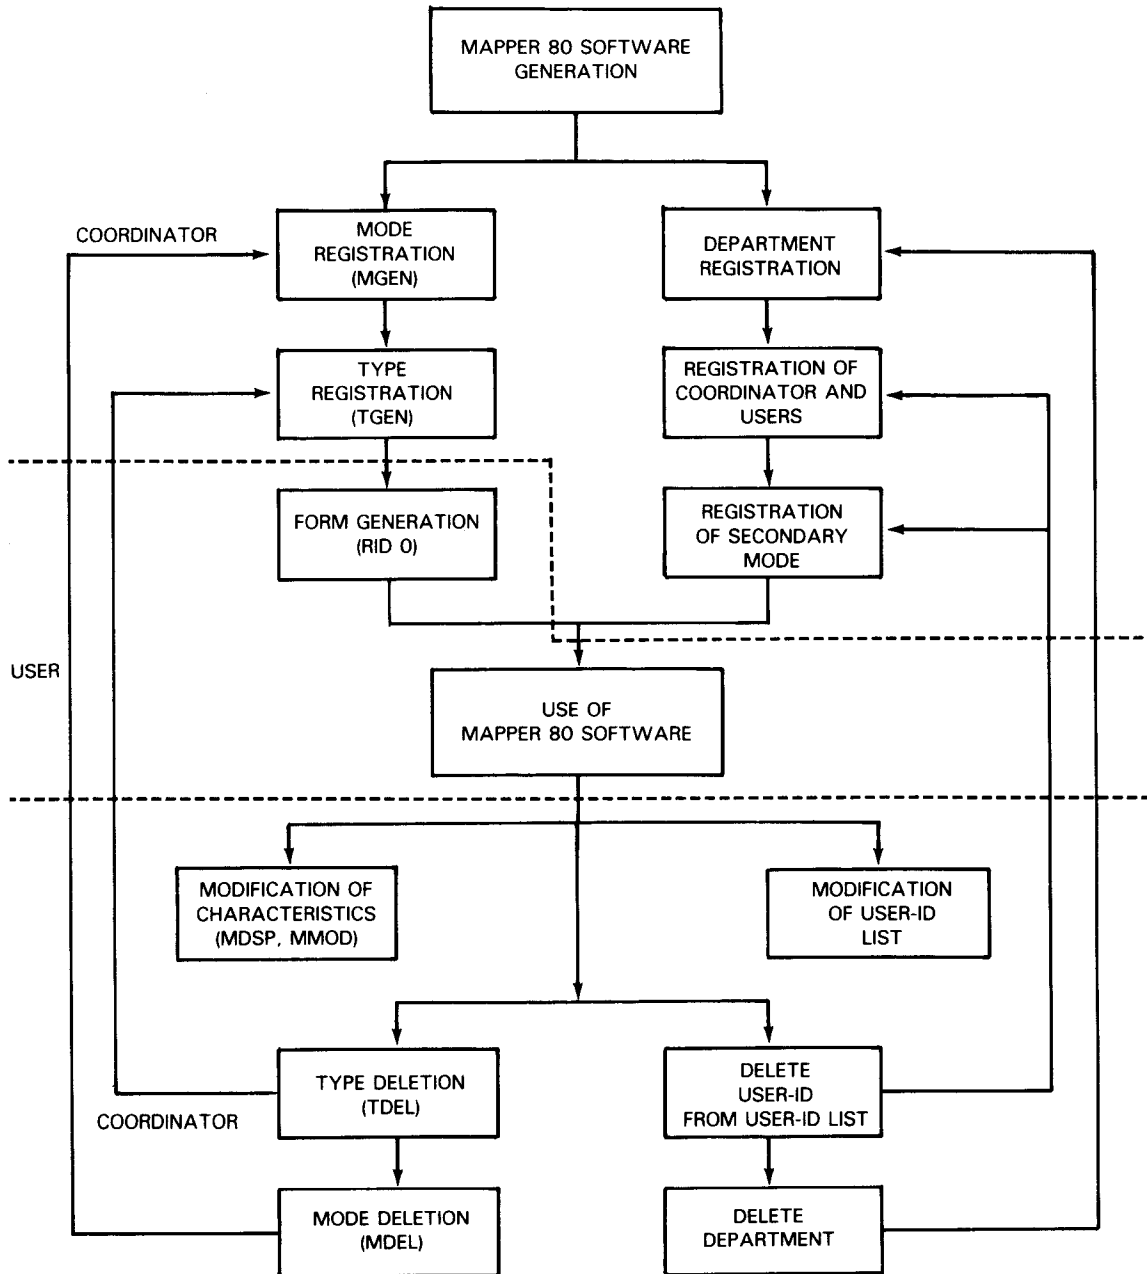 MAPPER 80 SOFTWARE
GENERATION
COORDINATOR
MODE
REGISTRATION
(MGEN)
DEPARTMENT
REGISTRATION
TYPE
REGISTRATION
(TGEN)
REGISTRATION OF
COORDINATOR AND
USERS
FORM GENERATION
(RID 0)
REGISTRATION
OF SECONDARY
MODE
USER
USE OF
MAPPER 80 SOFTWARE
MODIFICATION OF
CHARACTERISTICS
(MDSP, MMOD)
MODIFICATION
OF USER-ID
LIST
TYPE DELETION
(TDEL)
DELETE
USER-ID
FROM USER-ID LIST
COORDINATOR
MODE DELETION
(MDEL)
DELETE
DEPARTMENT